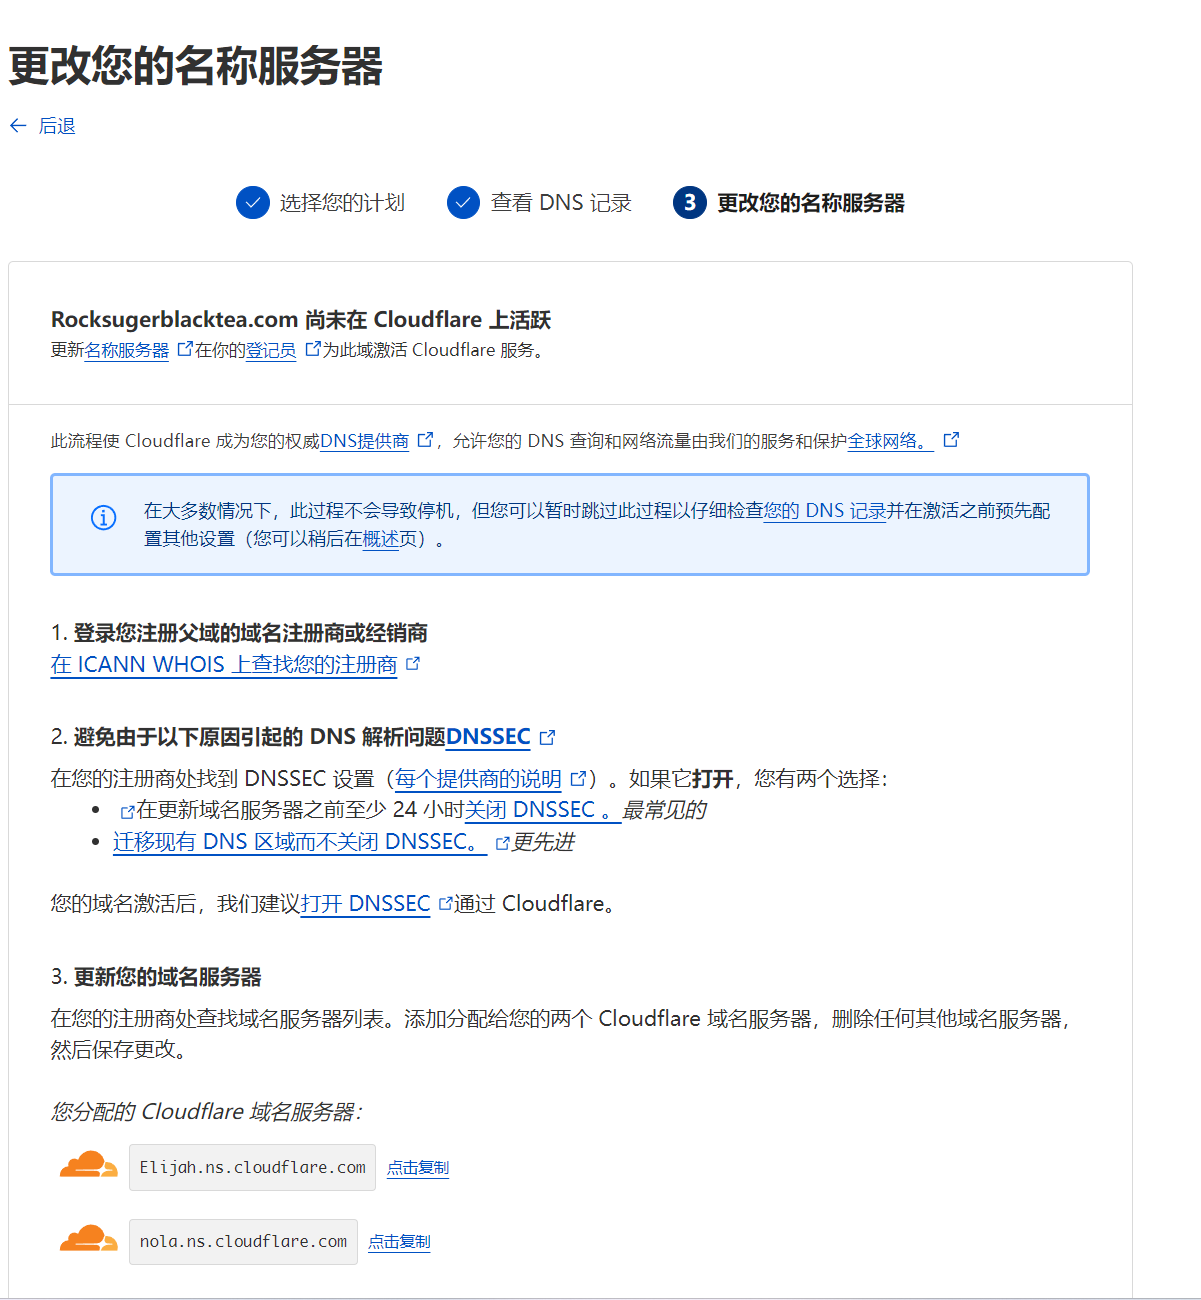 更改您的名称服务器
后退
选择您的计划 查看 DNS 记录 3 更改您的名称服务器
Rocksugerblacktea.com 尚未在 Cloudflare 上活跃
更新名称服务器 在你的登记员 为此域激活 Cloudflare 服务。
此流程使 Cloudflare 成为您的权威DNS提供商 ，允许您的 DNS 查询和网络流量由我们的服务和保护全球网络。
在大多数情况下，此过程不会导致停机，但您可以暂时跳过此过程以仔细检查您的 DNS 记录并在激活之前预先配
置其他设置（您可以稍后在概述页）。
1. 登录您注册父域的域名注册商或经销商
在 ICANN WHOIS 上查找您的注册商
2. 避免由于以下原因引起的 DNS 解析问题DNSSEC
在您的注册商处找到 DNSSEC 设置（每个提供商的说明 ）。如果它打开，您有两个选择：
• 在更新域名服务器之前至少 24 小时关闭 DNSSEC 。最常见的
• 迁移现有 DNS 区域而不关闭 DNSSEC。 更先进
您的域名激活后，我们建议打开 DNSSEC 通过 Cloudflare。
3. 更新您的域名服务器
在您的注册商处查找域名服务器列表。添加分配给您的两个 Cloudflare 域名服务器，删除任何其他域名服务器，
然后保存更改。
您分配的 Cloudflare 域名服务器：
Elijah.ns.cloudflare.com 点击复制
nola.ns.cloudflare.com 点击复制